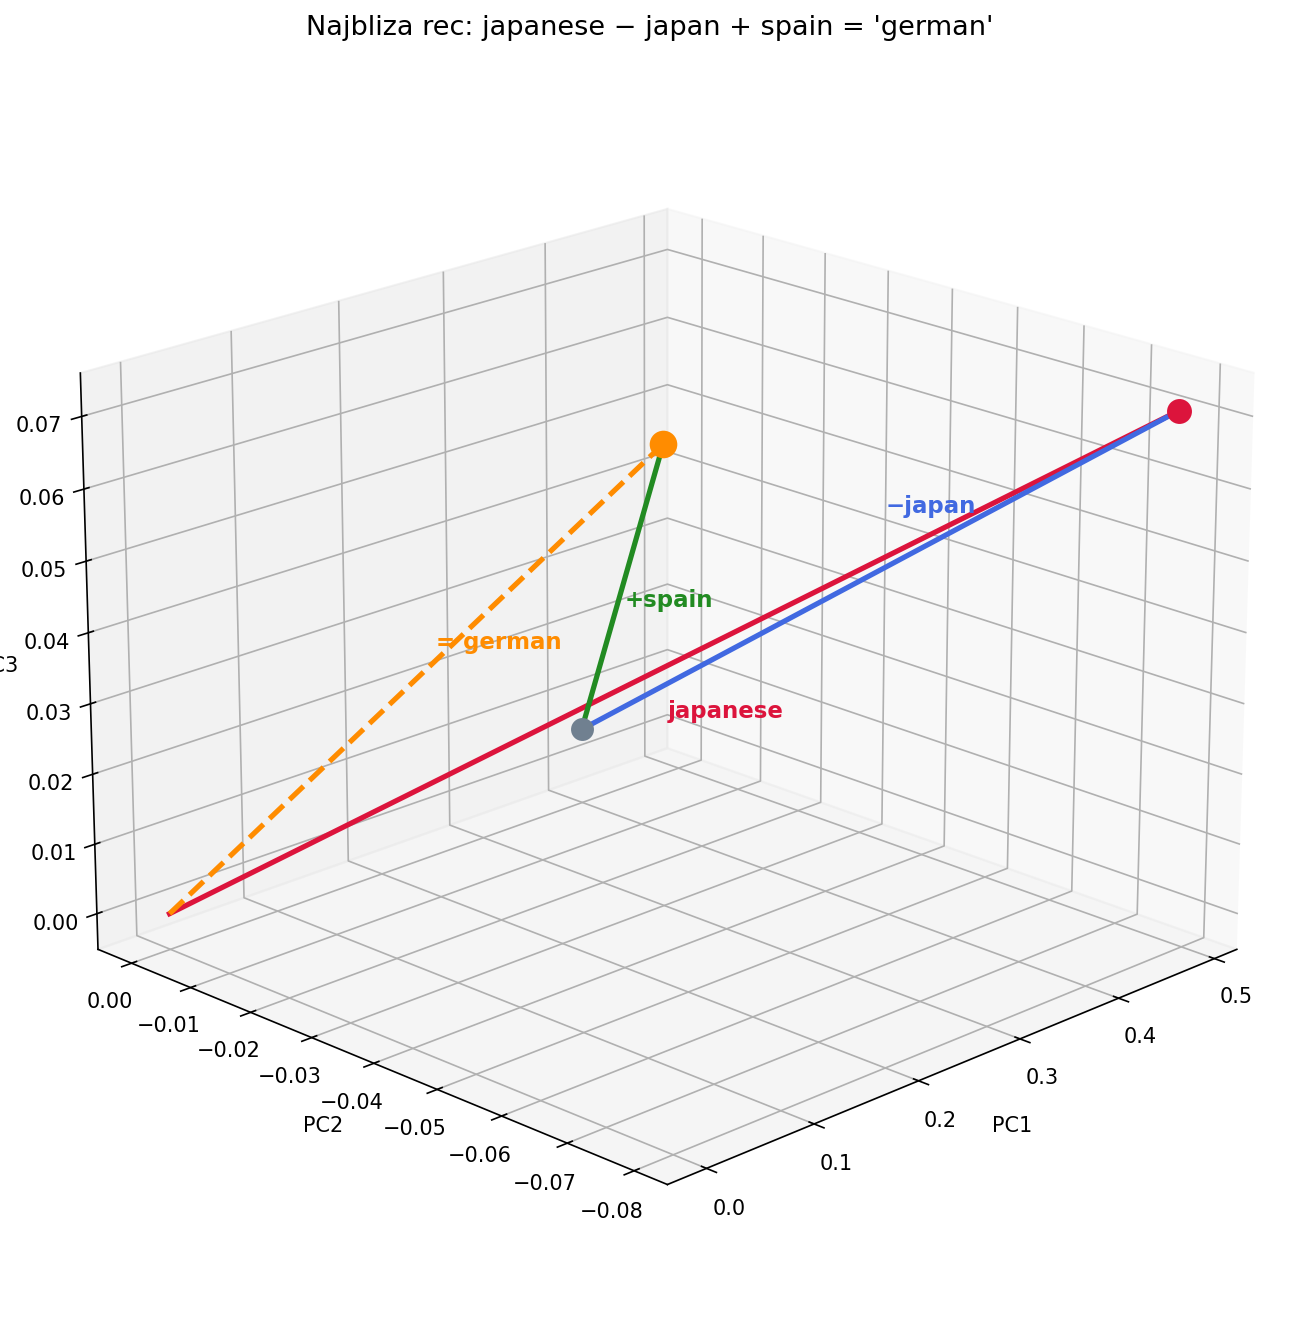 Najbliza rec: japanese − japan + spain = 'german'
−japan
+spain
= german
japanese
0.07
0.06
0.05
0.04
0.03
0.02
0.01
0.00
C3
0.00
−0.01
−0.02
−0.03
−0.04
−0.05
−0.06
−0.07
−0.08
PC2
0.0
0.1
0.2
0.3
0.4
0.5
PC1